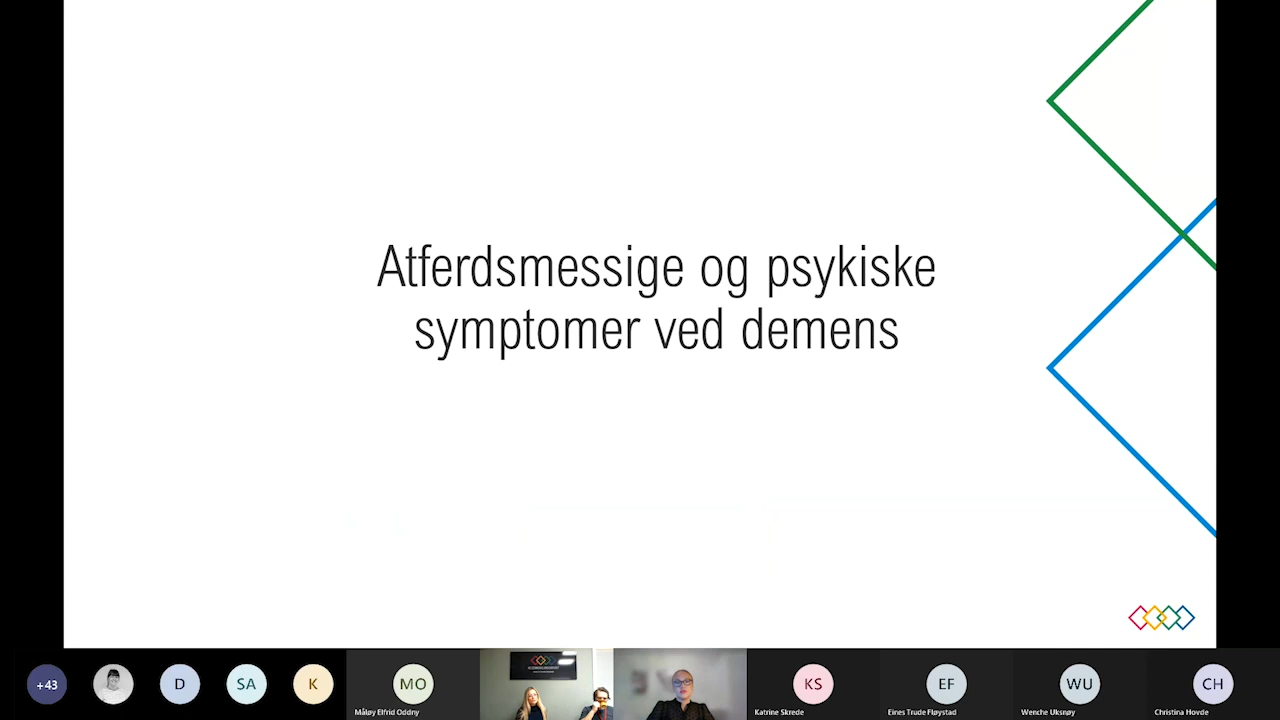 Atferdsmessige og psykiske
symptomer ved demens
+43
D
SA
K
MO
KS
EF
WU
CH
Måløy Elfrid Oddny
Katrine Skrede
Eines Trude Fløystad
Wenche Uksnøy
Christina Hovde